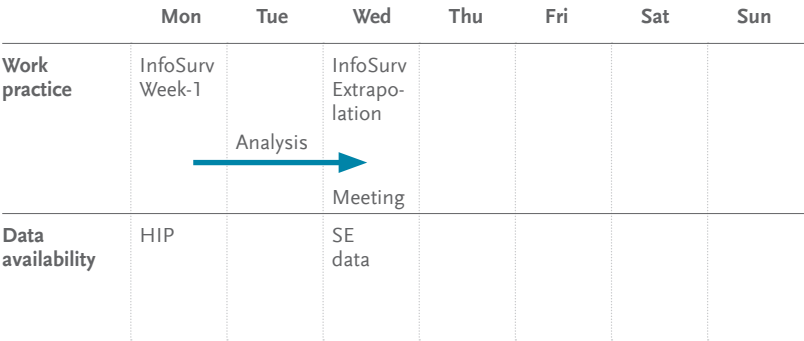 Mon Tue Wed Thu Fri Sat Sun
Work practice
InfoSurv
Week-1
InfoSurv
Extrapo-
lation
Analysis
Meeting
Data availability
HIP
SE
data